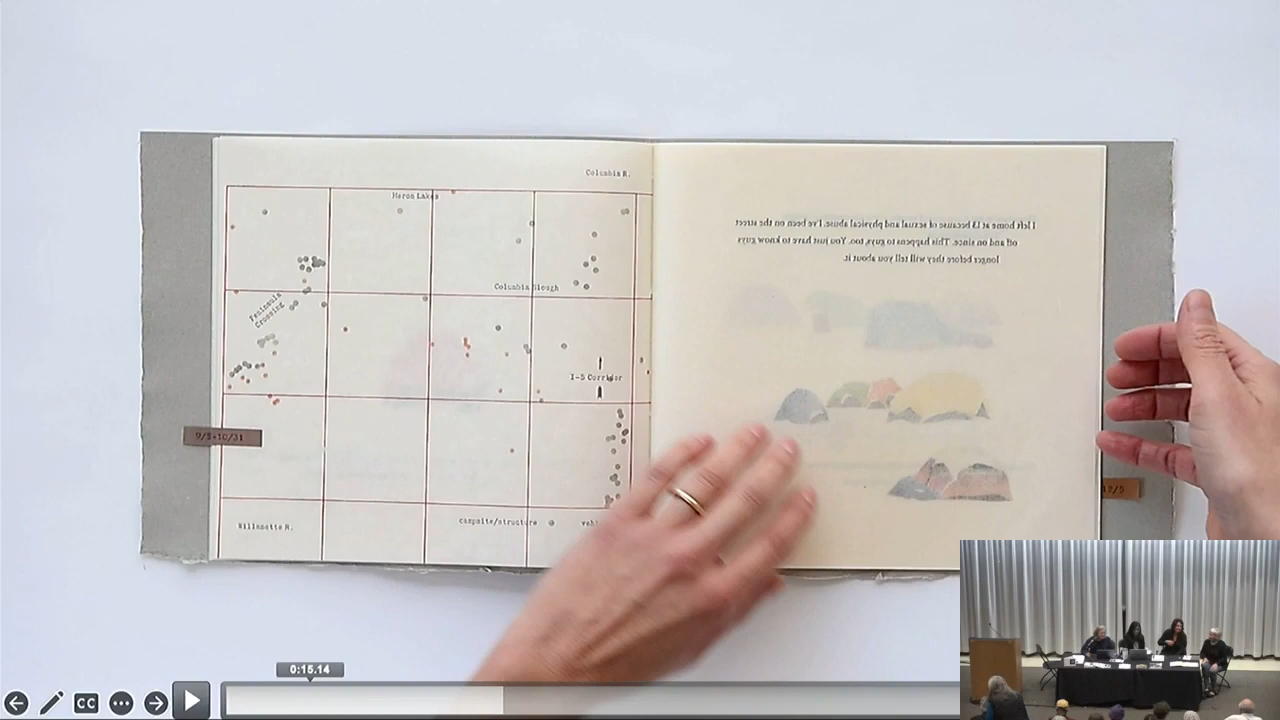 Columbia R.
Heron Lakes
Columbia Slough
Peninsula
Crossing
I-5 Corridor
9/5-10/31
Willamette R.
campsite/structure
I left home at 13 because of sexual and physical abuse. I've been on the street
off and on since. This happens to guys, too. You just have to know guys
longer before they will tell you about it.
12/5
0:15.14
CC